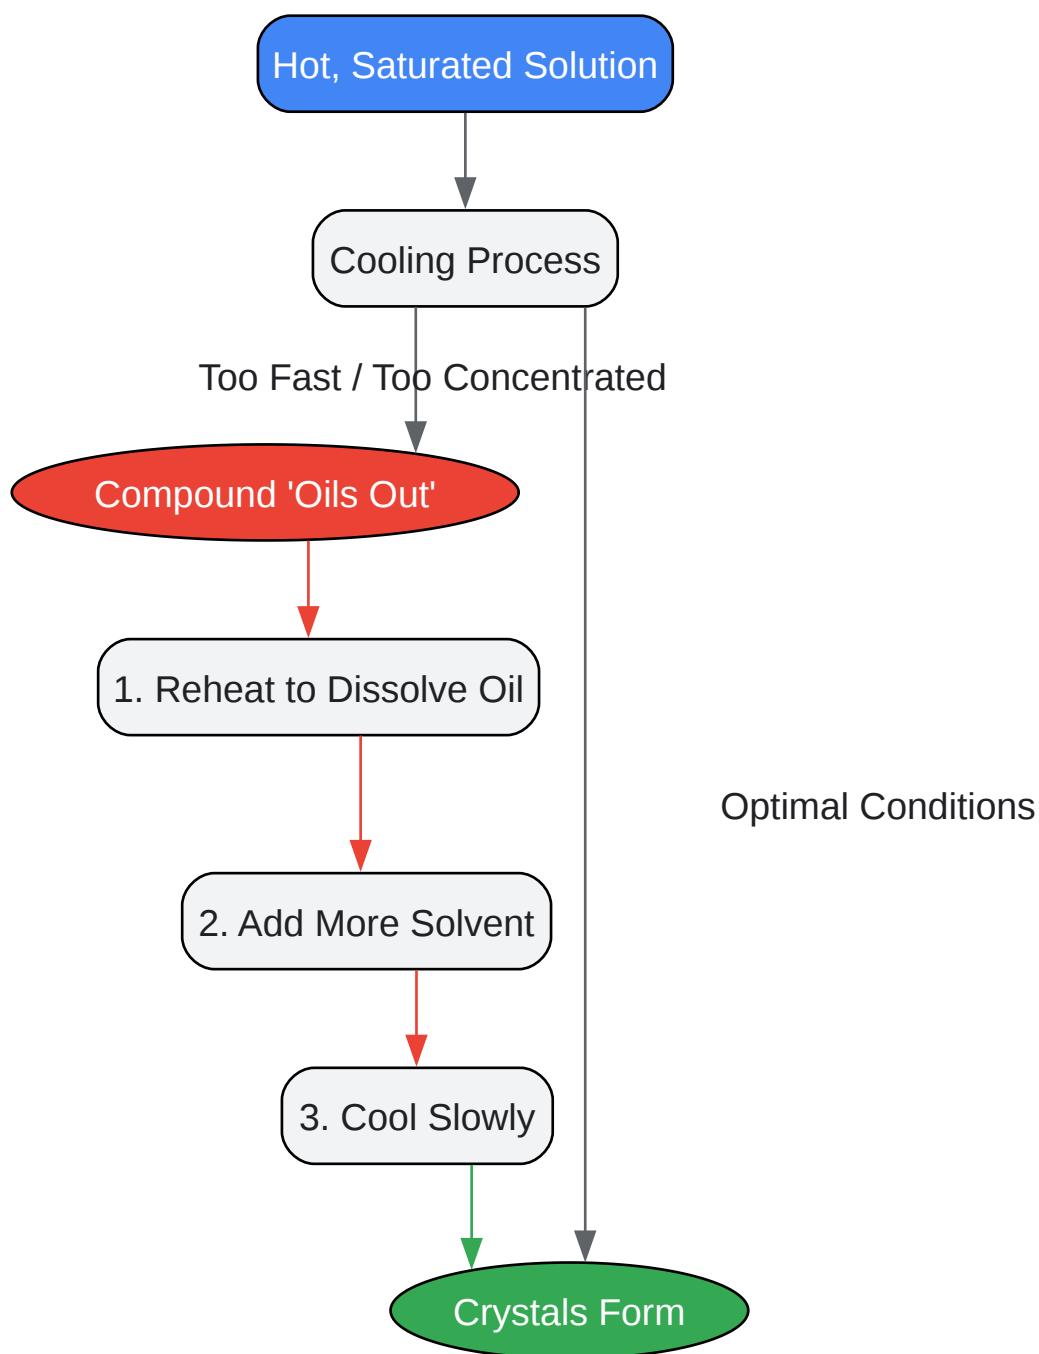 Hot, Saturated Solution
Cooling Process
Too Fast / Too Concentrated
Compound 'Oils Out'
1. Reheat to Dissolve Oil
Optimal Conditions
2. Add More Solvent
3. Cool Slowly
Crystals Form